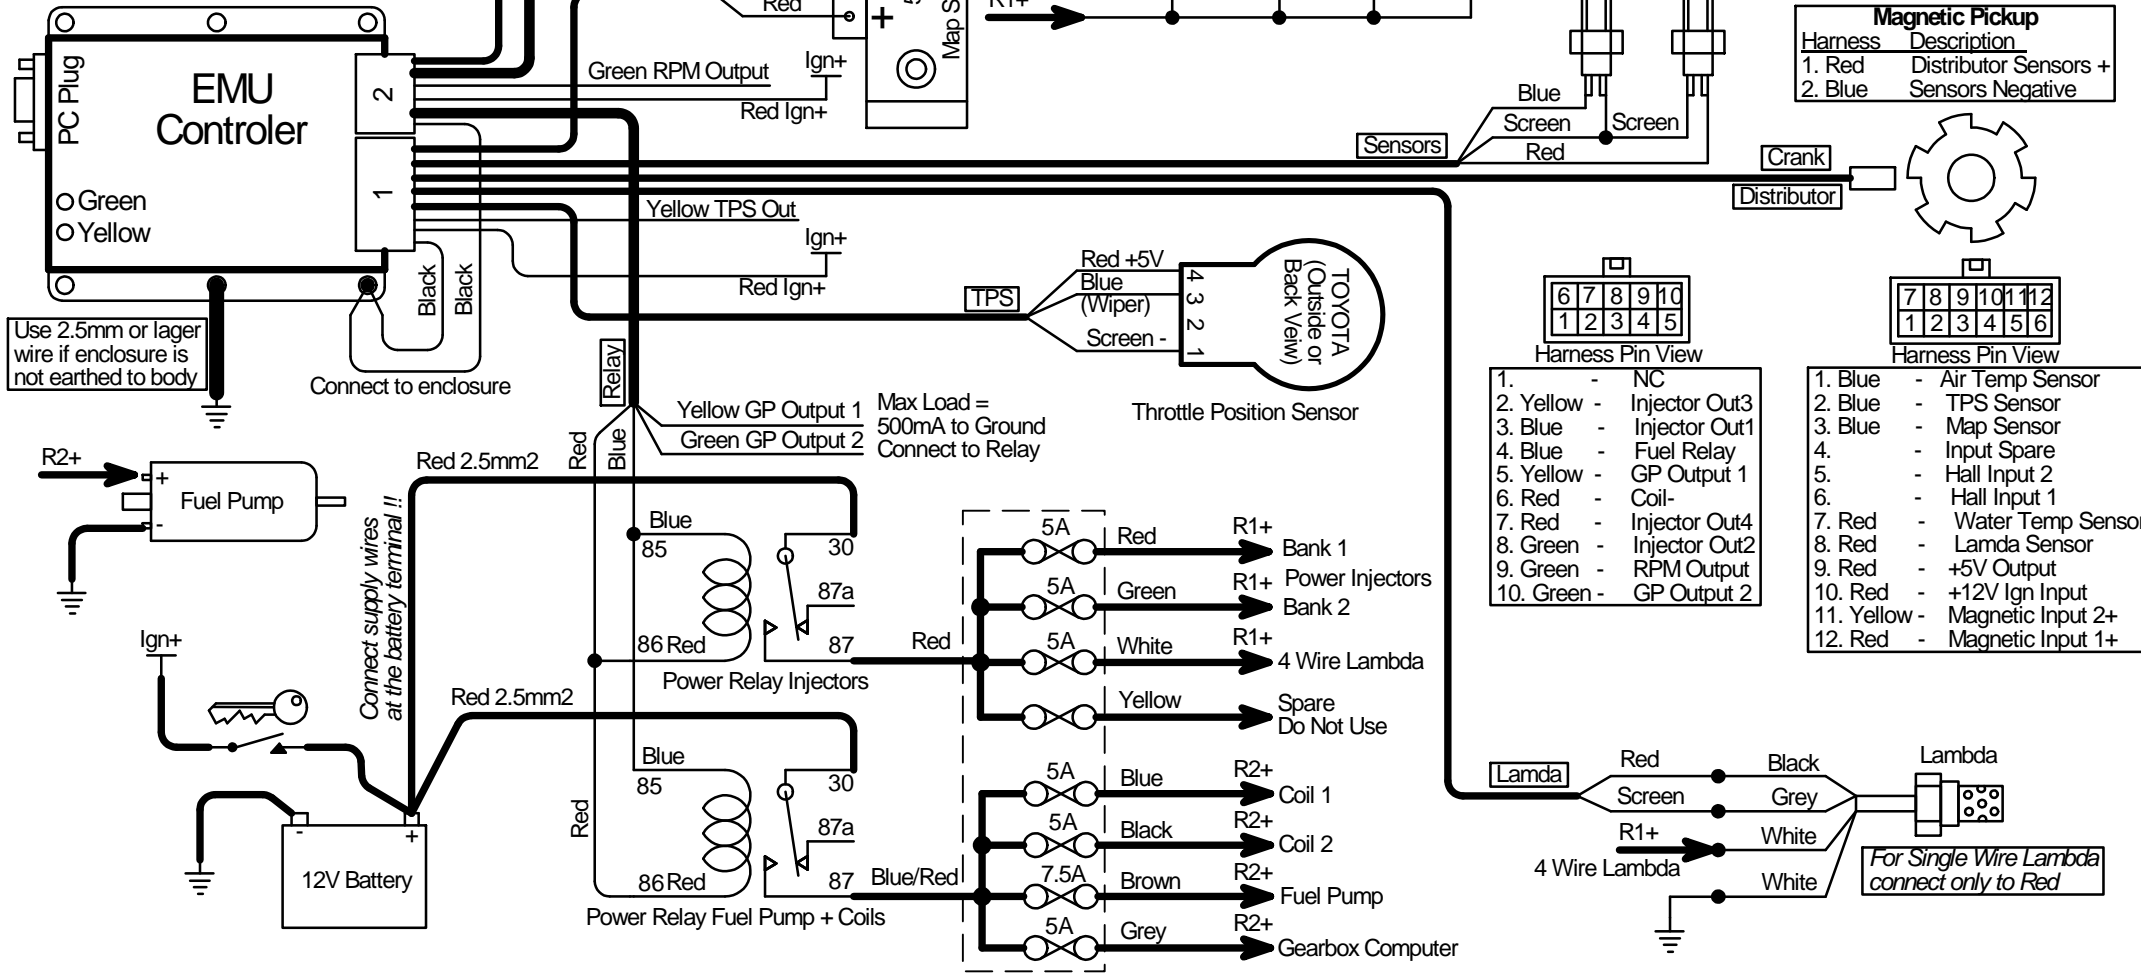 PC Plug
EMU
Controler
2
1
Green
Yellow
Red
+
Map S
R1+
Green RPM Output
Ign+
Red Ign+
Yellow TPS Out
Ign+
Red Ign+
Black
Black
Use 2.5mm or lager
wire if enclosure is
not earthed to body
Connect to enclosure
Magnetic Pickup
Harness Description
1. Red Distributor Sensors +
2. Blue Sensors Negative
Blue
Screen
Screen
Red
Sensors
Crank
Distributor
TPS
Red +5V
Blue
(Wiper)
Screen -
4
3
2
1
TOYOTA
(Outside or
Back Veiw)
Throttle Position Sensor
6 7 8 9 10
1 2 3 4 5
Harness Pin View
1. - NC
2. Yellow - Injector Out3
3. Blue - Injector Out1
4. Blue - Fuel Relay
5. Yellow - GP Output 1
6. Red - Coil-
7. Red - Injector Out4
8. Green - Injector Out2
9. Green - RPM Output
10. Green - GP Output 2
7 8 9 10 11 12
1 2 3 4 5 6
Harness Pin View
1. Blue - Air Temp Sensor
2. Blue - TPS Sensor
3. Blue - Map Sensor
4. - Input Spare
5. - Hall Input 2
6. - Hall Input 1
7. Red - Water Temp Sensor
8. Red - Lamda Sensor
9. Red - +5V Output
10. Red - +12V Ign Input
11. Yellow - Magnetic Input 2+
12. Red - Magnetic Input 1+
Relay
Yellow GP Output 1
Green GP Output 2
Max Load =
500mA to Ground
Connect to Relay
Red
Blue
R2+
+
-
Fuel Pump
Red 2.5mm2
Connect supply wires
at the battery terminal !!
Blue
85
30
87a
86 Red
87
Power Relay Injectors
Red
5A
Red
R1+
Bank 1
Power Injectors
5A
Green
R1+
Bank 2
5A
White
R1+
4 Wire Lambda
Yellow
Spare
Do Not Use
Ign+
Red 2.5mm2
-
+
12V Battery
Red
Blue
85
30
87a
86 Red
87
Power Relay Fuel Pump + Coils
Blue/Red
5A
Blue
R2+
Coil 1
5A
Black
R2+
Coil 2
7.5A
Brown
R2+
Fuel Pump
5A
Grey
R2+
Gearbox Computer
Lamda
Red
Screen
Black
Grey
Lambda
R1+
4 Wire Lambda
White
White
For Single Wire Lambda
connect only to Red